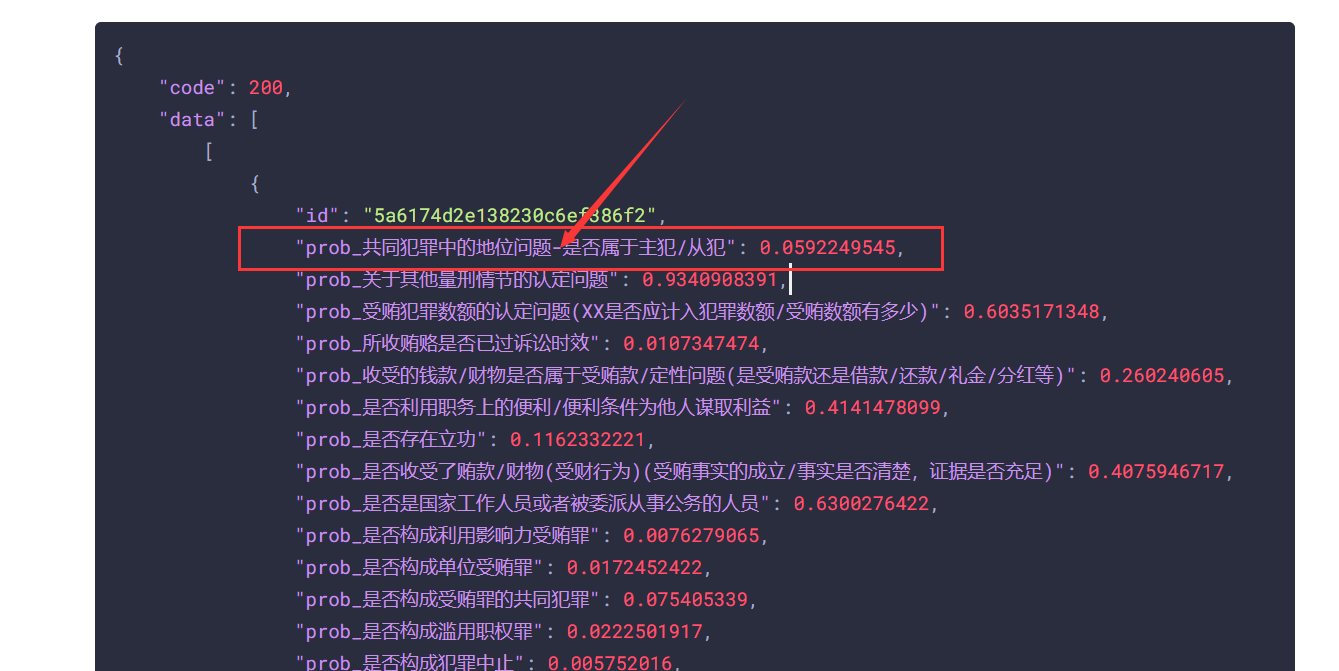 {
"code": 200,
"data": [
[
{
"id": "5a6174d2e138230c6ef386f2",
"prob_共同犯罪中的地位问题-是否属于主犯/从犯": 0.0592249545,
"prob_关于其他量刑情节的认定问题": 0.9340908391,
"prob_受贿犯罪数额的认定问题(XX是否应计入犯罪数额/受贿数额有多少)": 0.6035171348,
"prob_所收贿赂是否已过诉讼时效": 0.0107347474,
"prob_收受的钱款/财物是否属于受贿款/定性问题(是受贿款还是借款/还款/礼金/分红等)": 0.260240605,
"prob_是否利用职务上的便利/便利条件为他人谋取利益": 0.4141478099,
"prob_是否存在立功": 0.1162332221,
"prob_是否收受了贿款/财物(受财行为)(受贿事实的成立/事实是否清楚，证据是否充足)": 0.4075946717,
"prob_是否是国家工作人员或者被委派从事公务的人员": 0.6300276422,
"prob_是否构成利用影响力受贿罪": 0.0076279065,
"prob_是否构成单位受贿罪": 0.0172452422,
"prob_是否构成受贿罪的共同犯罪": 0.075405339,
"prob_是否构成滥用职权罪": 0.0222501917,
"prob_是否构成犯罪中止": 0.005752016,